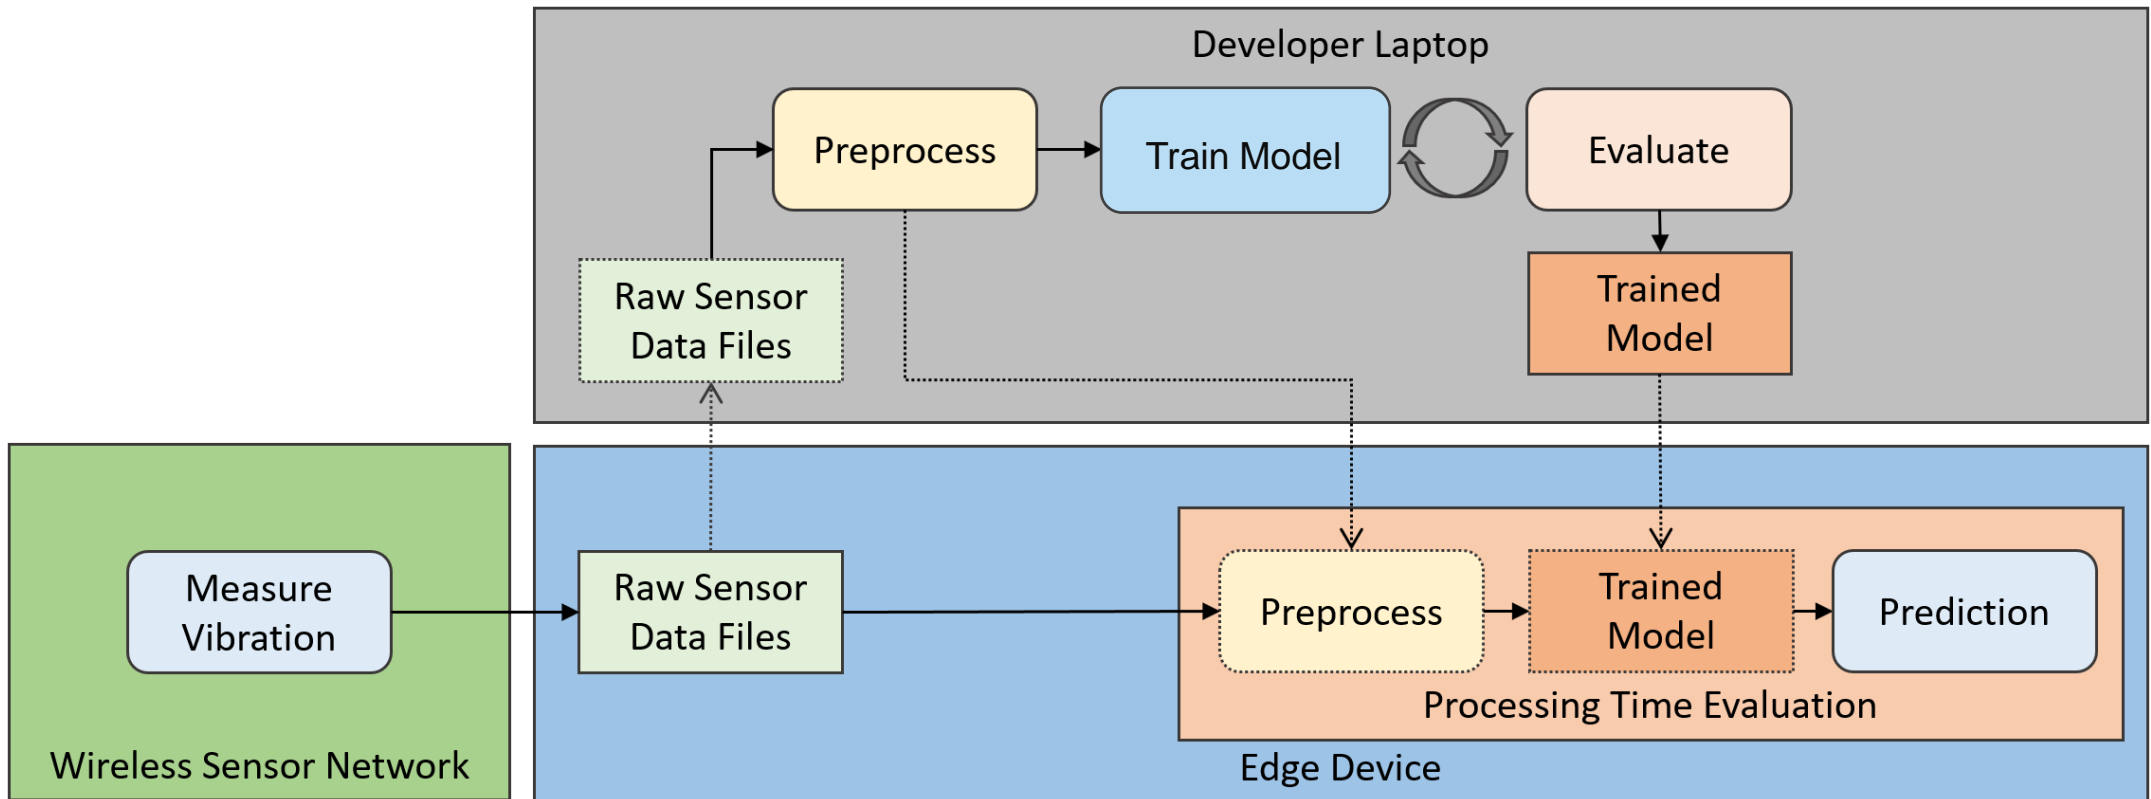 Developer Laptop
Preprocess
Train Model
Evaluate
Raw Sensor
Data Files
Trained
Model
Measure
Vibration
Wireless Sensor Network
Raw Sensor
Data Files
Preprocess
Trained
Model
Prediction
Processing Time Evaluation
Edge Device